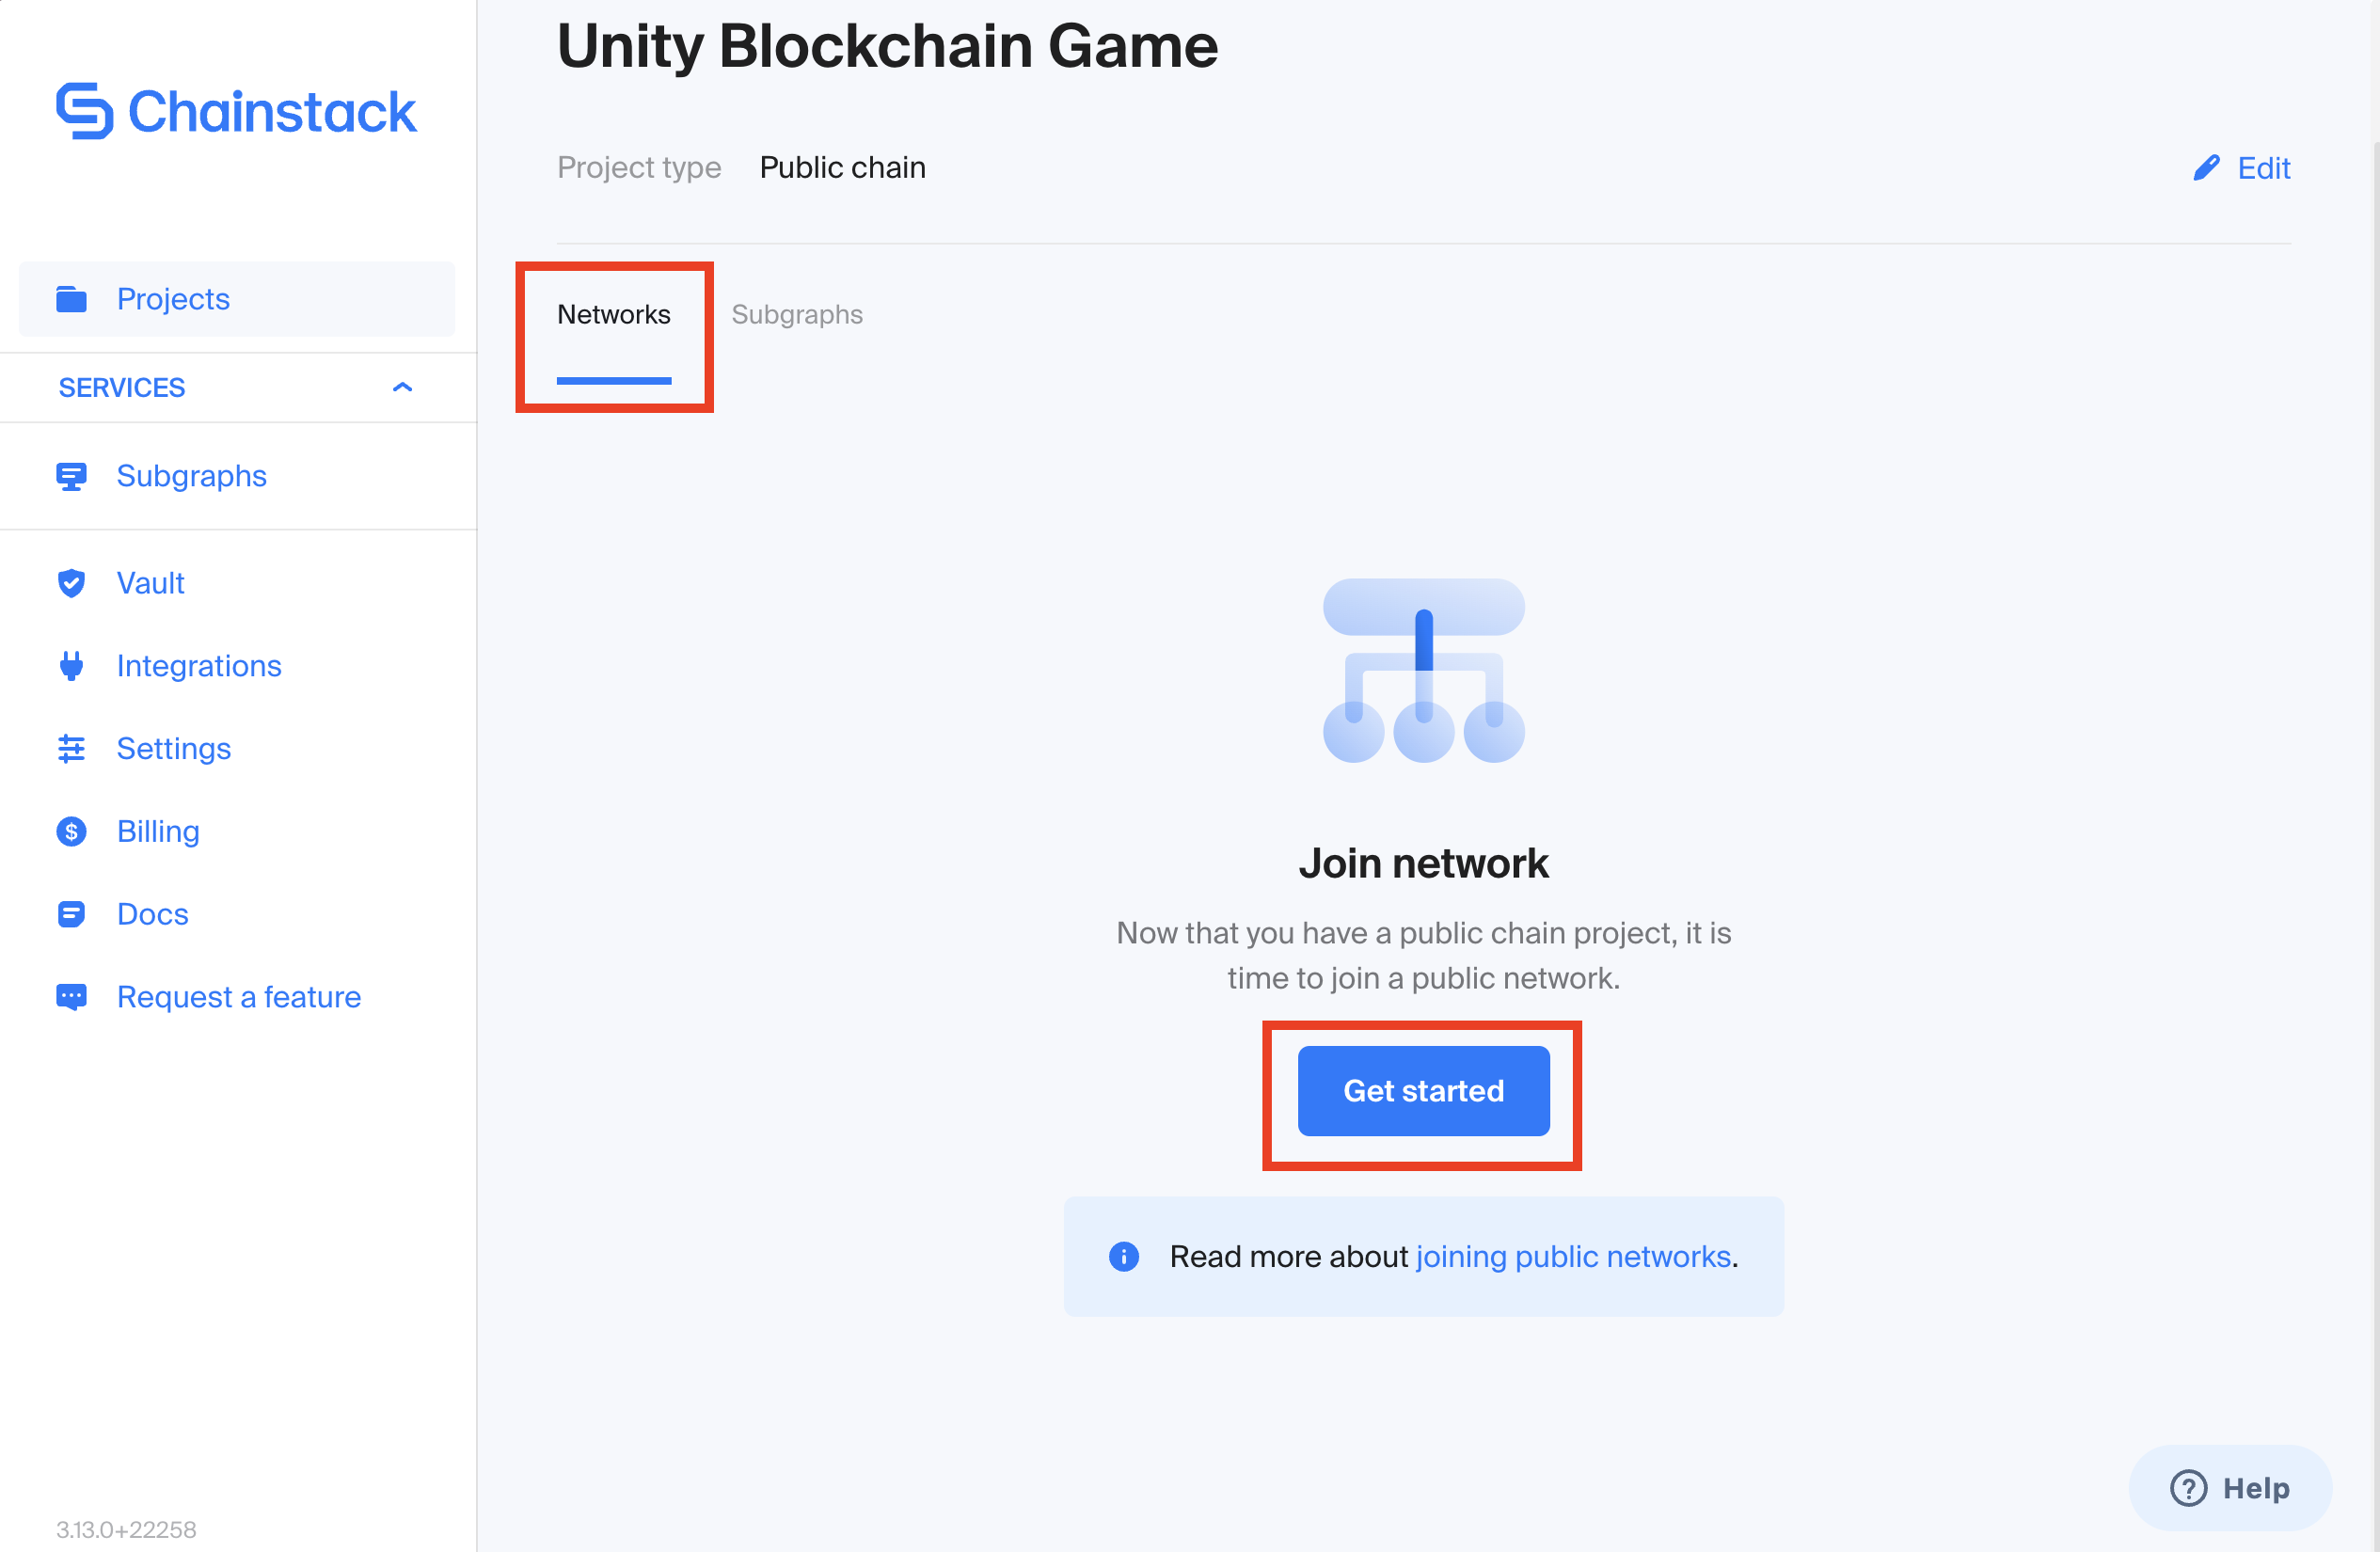 Chainstack
Projects
SERVICES
Subgraphs
Vault
Integrations
Settings
Billing
Docs
Request a feature
3.13.0+22258
Unity Blockchain Game
Project type Public chain
Edit
Networks Subgraphs
Join network
Now that you have a public chain project, it is
time to join a public network.
Get started
Read more about joining public networks.
Help